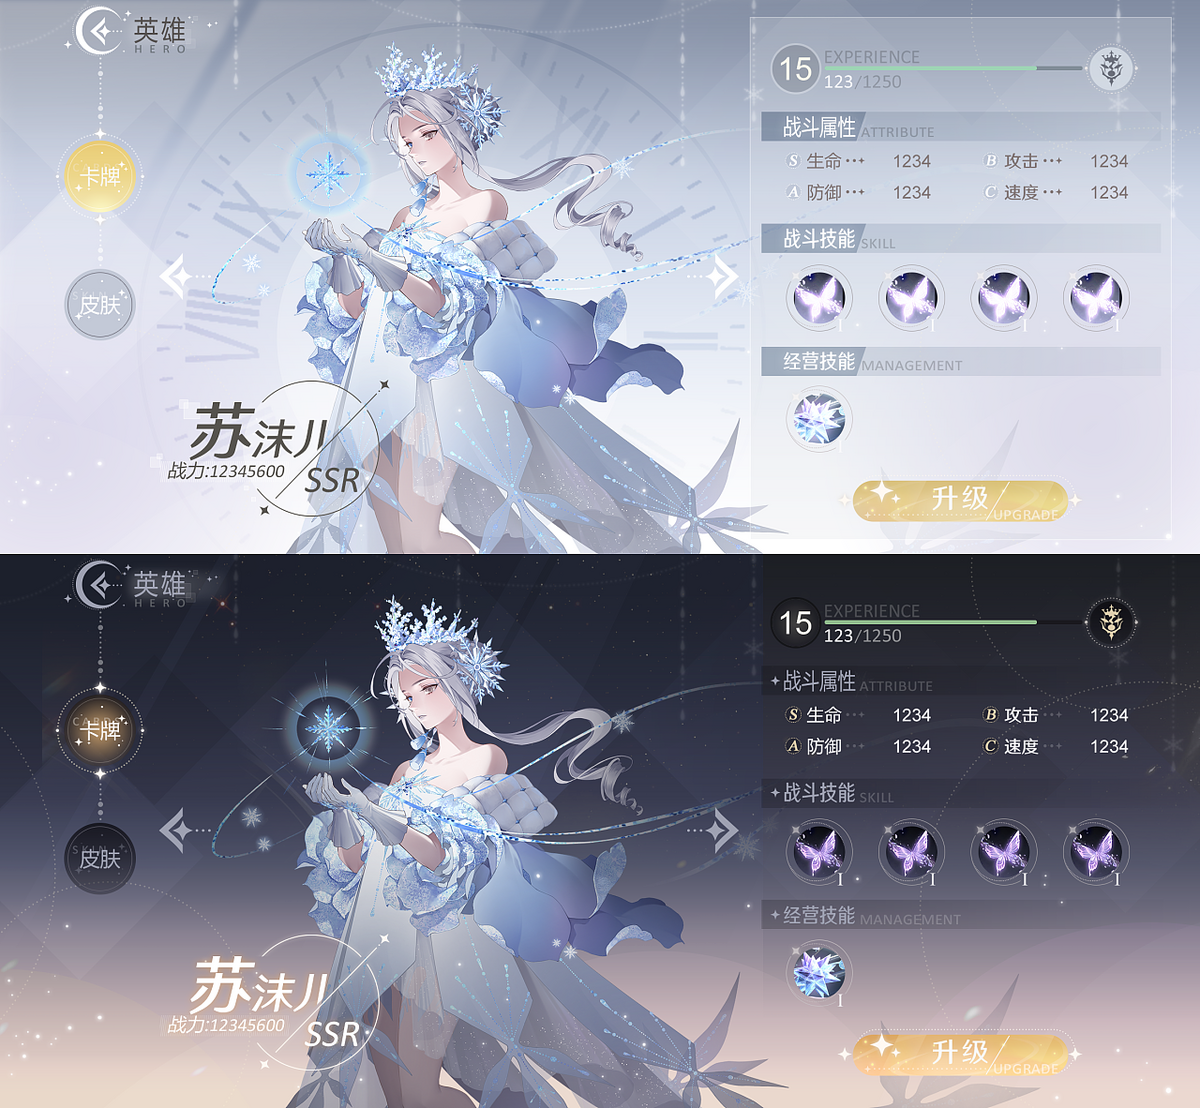 英雄
HERO
卡牌
皮肤
苏沫儿
战力:12345600
SSR
15
EXPERIENCE
123/1250
战斗属性 ATTRIBUTE
S 生命 1234 B 攻击 1234
A 防御 1234 C 速度 1234
战斗技能 SKILL
I I I I
经营技能 MANAGEMENT
升级
/UPGRADE
英雄
HERO
卡牌
皮肤
苏沫儿
战力:12345600
SSR
15
EXPERIENCE
123/1250
战斗属性 ATTRIBUTE
S 生命 1234 B 攻击 1234
A 防御 1234 C 速度 1234
战斗技能 SKILL
I I I I
经营技能 MANAGEMENT
I
升级
/UPGRADE